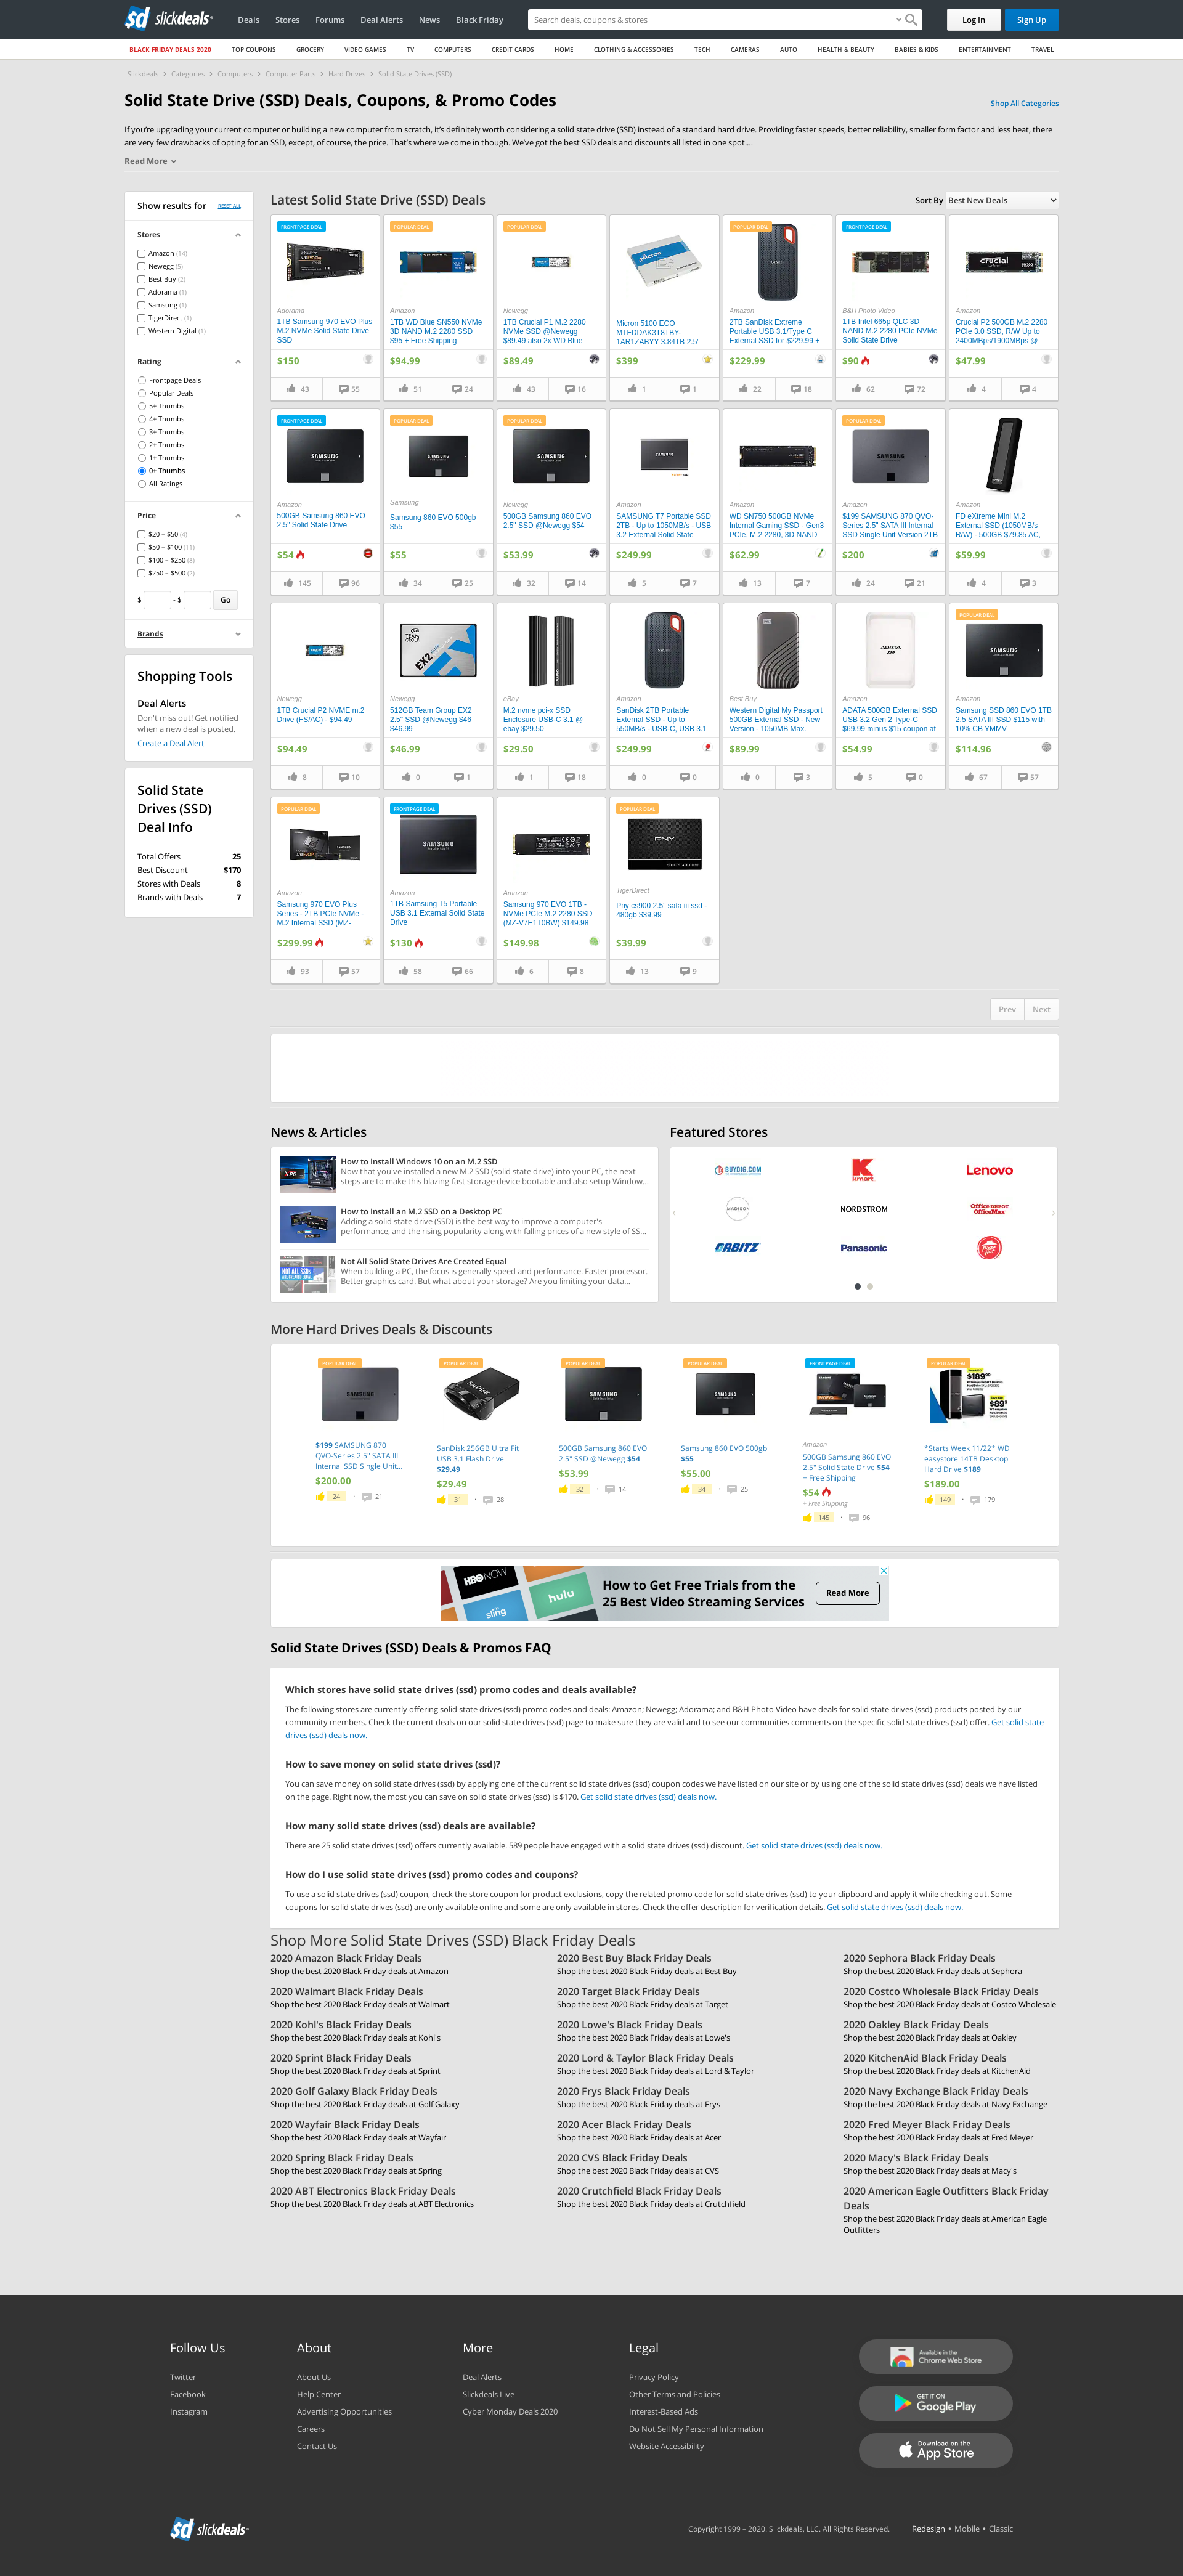 slickdeals
Deals Stores Forums Deal Alerts News Black Friday
Search deals, coupons & stores
Log In
Sign Up
BLACK FRIDAY DEALS 2020 TOP COUPONS GROCERY VIDEO GAMES TV COMPUTERS CREDIT CARDS HOME CLOTHING & ACCESSORIES TECH CAMERAS AUTO HEALTH & BEAUTY BABIES & KIDS ENTERTAINMENT TRAVEL
Slickdeals > Categories > Computers > Computer Parts > Hard Drives > Solid State Drives (SSD)
Solid State Drive (SSD) Deals, Coupons, & Promo Codes
Shop All Categories
If you're upgrading your current computer or building a new computer from scratch, it's definitely worth considering a solid state drive (SSD) instead of a standard hard drive. Providing faster speeds, better reliability, smaller form factor and less heat, there
are very few drawbacks of opting for an SSD, except, of course, the price. That's where we come in though. We've got the best SSD deals and discounts all listed in one spot....
Read More
Show results for
RESET ALL
Stores
Amazon (14)
Newegg (5)
Best Buy (2)
Adorama (1)
Samsung (1)
TigerDirect (1)
Western Digital (1)
Rating
Frontpage Deals
Popular Deals
5+ Thumbs
4+ Thumbs
3+ Thumbs
2+ Thumbs
1+ Thumbs
0+ Thumbs
All Ratings
Price
$20 – $50 (4)
$50 – $100 (11)
$100 – $250 (8)
$250 – $500 (2)
$ - $ Go
Brands
Shopping Tools
Deal Alerts
Don't miss out! Get notified
when a new deal is posted.
Create a Deal Alert
Solid State
Drives (SSD)
Deal Info
Total Offers 25
Best Discount $170
Stores with Deals 8
Brands with Deals 7
Latest Solid State Drive (SSD) Deals
Sort By Best New Deals
FRONTPAGE DEAL
Adorama
1TB Samsung 970 EVO Plus
M.2 NVMe Solid State Drive
SSD
$150
43 55
POPULAR DEAL
Amazon
1TB WD Blue SN550 NVMe
3D NAND M.2 2280 SSD
$95 + Free Shipping
$94.99
51 24
POPULAR DEAL
Newegg
1TB Crucial P1 M.2 2280
NVMe SSD @Newegg
$89.49 also 2x WD Blue
$89.49
43 16
Micron
Micron 5100 ECO
MTFDDAK3T8TBY-
1AR1ZABYY 3.84TB 2.5"
$399
1 1
POPULAR DEAL
Amazon
2TB SanDisk Extreme
Portable USB 3.1/Type C
External SSD for $229.99 +
$229.99
22 18
FRONTPAGE DEAL
B&H Photo Video
1TB Intel 665p QLC 3D
NAND M.2 2280 PCIe NVMe
Solid State Drive
$90
62 72
crucial
Amazon
Crucial P2 500GB M.2 2280
PCIe 3.0 SSD, R/W Up to
2400MBps/1900MBps @
$47.99
4 4
FRONTPAGE DEAL
SAMSUNG
Amazon
500GB Samsung 860 EVO
2.5" Solid State Drive
$54
145 96
POPULAR DEAL
SAMSUNG
Samsung
Samsung 860 EVO 500gb
$55
$55
34 25
POPULAR DEAL
SAMSUNG
Newegg
500GB Samsung 860 EVO
2.5" SSD @Newegg $54
$53.99
32 14
SAMSUNG
Amazon
SAMSUNG T7 Portable SSD
2TB - Up to 1050MB/s - USB
3.2 External Solid State
$249.99
5 7
Amazon
WD SN750 500GB NVMe
Internal Gaming SSD - Gen3
PCIe, M.2 2280, 3D NAND
$62.99
13 7
POPULAR DEAL
SAMSUNG
Amazon
$199 SAMSUNG 870 QVO-
Series 2.5" SATA III Internal
SSD Single Unit Version 2TB
$200
24 21
Amazon
FD eXtreme Mini M.2
External SSD (1050MB/s
R/W) - 500GB $79.85 AC,
$59.99
4 3
Newegg
1TB Crucial P2 NVME m.2
Drive (FS/AC) - $94.49
$94.49
8 10
TEAM GROUP
EX2
Newegg
512GB Team Group EX2
2.5" SSD @Newegg $46
$46.99
$46.99
0 1
eBay
M.2 nvme pci-x SSD
Enclosure USB-C 3.1 @
ebay $29.50
$29.50
1 18
Amazon
SanDisk 2TB Portable
External SSD - Up to
550MB/s - USB-C, USB 3.1
$249.99
0 0
Best Buy
Western Digital My Passport
500GB External SSD - New
Version - 1050MB Max.
$89.99
0 3
ADATA
SSD
Amazon
ADATA 500GB External SSD
USB 3.2 Gen 2 Type-C
$69.99 minus $15 coupon at
$54.99
5 0
POPULAR DEAL
SAMSUNG
Amazon
Samsung SSD 860 EVO 1TB
2.5 SATA III SSD $115 with
10% CB YMMV
$114.96
67 57
POPULAR DEAL
Amazon
Samsung 970 EVO Plus
Series - 2TB PCIe NVMe -
M.2 Internal SSD (MZ-
$299.99
93 57
FRONTPAGE DEAL
SAMSUNG
Amazon
1TB Samsung T5 Portable
USB 3.1 External Solid State
Drive
$130
58 66
Amazon
Samsung 970 EVO 1TB -
NVMe PCIe M.2 2280 SSD
(MZ-V7E1T0BW) $149.98
$149.98
6 8
POPULAR DEAL
PNY
TigerDirect
Pny cs900 2.5" sata iii ssd -
480gb $39.99
$39.99
13 9
Prev Next
News & Articles
How to Install Windows 10 on an M.2 SSD
Now that you've installed a new M.2 SSD (solid state drive) into your PC, the next
steps are to make this blazing-fast storage device bootable and also setup Window...
How to Install an M.2 SSD on a Desktop PC
Adding a solid state drive (SSD) is the best way to improve a computer's
performance, and the rising popularity along with falling prices of a new style of SS...
Not All Solid State Drives Are Created Equal
When building a PC, the focus is generally speed and performance. Faster processor.
Better graphics card. But what about your storage? Are you limiting your data...
Featured Stores
BUYDIG.COM
kmart
Lenovo
MADISON
NORDSTROM
Office DEPOT
OfficeMax
ORBITZ
Panasonic
Pizza Hut
More Hard Drives Deals & Discounts
POPULAR DEAL
SAMSUNG
$199 SAMSUNG 870
QVO-Series 2.5" SATA III
Internal SSD Single Unit...
$200.00
24 · 21
POPULAR DEAL
SanDisk
SanDisk 256GB Ultra Fit
USB 3.1 Flash Drive
$29.49
$29.49
31 · 28
POPULAR DEAL
SAMSUNG
500GB Samsung 860 EVO
2.5" SSD @Newegg $54
$53.99
32 · 14
POPULAR DEAL
SAMSUNG
Samsung 860 EVO 500gb
$55
$55.00
34 · 25
FRONTPAGE DEAL
Amazon
500GB Samsung 860 EVO
2.5" Solid State Drive $54
+ Free Shipping
$54
+ Free Shipping
145 · 96
POPULAR DEAL
*Starts Week 11/22* WD
easystore 14TB Desktop
Hard Drive $189
$189.00
149 · 179
HBO NOW
sling
hulu
How to Get Free Trials from the
25 Best Video Streaming Services
Read More
Solid State Drives (SSD) Deals & Promos FAQ
Which stores have solid state drives (ssd) promo codes and deals available?
The following stores are currently offering solid state drives (ssd) promo codes and deals: Amazon; Newegg; Adorama; and B&H Photo Video have deals for solid state drives (ssd) products posted by our
community members. Check the current deals on our solid state drives (ssd) page to make sure they are valid and to see our communities comments on the specific solid state drives (ssd) offer. Get solid state
drives (ssd) deals now.
How to save money on solid state drives (ssd)?
You can save money on solid state drives (ssd) by applying one of the current solid state drives (ssd) coupon codes we have listed on our site or by using one of the solid state drives (ssd) deals we have listed
on the page. Right now, the most you can save on solid state drives (ssd) is $170. Get solid state drives (ssd) deals now.
How many solid state drives (ssd) deals are available?
There are 25 solid state drives (ssd) offers currently available. 589 people have engaged with a solid state drives (ssd) discount. Get solid state drives (ssd) deals now.
How do I use solid state drives (ssd) promo codes and coupons?
To use a solid state drives (ssd) coupon, check the store coupon for product exclusions, copy the related promo code for solid state drives (ssd) to your clipboard and apply it while checking out. Some
coupons for solid state drives (ssd) are only available online and some are only available in stores. Check the offer description for verification details. Get solid state drives (ssd) deals now.
Shop More Solid State Drives (SSD) Black Friday Deals
2020 Amazon Black Friday Deals
Shop the best 2020 Black Friday deals at Amazon
2020 Best Buy Black Friday Deals
Shop the best 2020 Black Friday deals at Best Buy
2020 Sephora Black Friday Deals
Shop the best 2020 Black Friday deals at Sephora
2020 Walmart Black Friday Deals
Shop the best 2020 Black Friday deals at Walmart
2020 Target Black Friday Deals
Shop the best 2020 Black Friday deals at Target
2020 Costco Wholesale Black Friday Deals
Shop the best 2020 Black Friday deals at Costco Wholesale
2020 Kohl's Black Friday Deals
Shop the best 2020 Black Friday deals at Kohl's
2020 Lowe's Black Friday Deals
Shop the best 2020 Black Friday deals at Lowe's
2020 Oakley Black Friday Deals
Shop the best 2020 Black Friday deals at Oakley
2020 Sprint Black Friday Deals
Shop the best 2020 Black Friday deals at Sprint
2020 Lord & Taylor Black Friday Deals
Shop the best 2020 Black Friday deals at Lord & Taylor
2020 KitchenAid Black Friday Deals
Shop the best 2020 Black Friday deals at KitchenAid
2020 Golf Galaxy Black Friday Deals
Shop the best 2020 Black Friday deals at Golf Galaxy
2020 Frys Black Friday Deals
Shop the best 2020 Black Friday deals at Frys
2020 Navy Exchange Black Friday Deals
Shop the best 2020 Black Friday deals at Navy Exchange
2020 Wayfair Black Friday Deals
Shop the best 2020 Black Friday deals at Wayfair
2020 Acer Black Friday Deals
Shop the best 2020 Black Friday deals at Acer
2020 Fred Meyer Black Friday Deals
Shop the best 2020 Black Friday deals at Fred Meyer
2020 Spring Black Friday Deals
Shop the best 2020 Black Friday deals at Spring
2020 CVS Black Friday Deals
Shop the best 2020 Black Friday deals at CVS
2020 Macy's Black Friday Deals
Shop the best 2020 Black Friday deals at Macy's
2020 ABT Electronics Black Friday Deals
Shop the best 2020 Black Friday deals at ABT Electronics
2020 Crutchfield Black Friday Deals
Shop the best 2020 Black Friday deals at Crutchfield
2020 American Eagle Outfitters Black Friday
Deals
Shop the best 2020 Black Friday deals at American Eagle
Outfitters
Follow Us
Twitter
Facebook
Instagram
About
About Us
Help Center
Advertising Opportunities
Careers
Contact Us
More
Deal Alerts
Slickdeals Live
Cyber Monday Deals 2020
Legal
Privacy Policy
Other Terms and Policies
Interest-Based Ads
Do Not Sell My Personal Information
Website Accessibility
Available in the
Chrome Web Store
GET IT ON
Google Play
Download on the
App Store
slickdeals
Copyright 1999 – 2020. Slickdeals, LLC. All Rights Reserved.
Redesign • Mobile • Classic